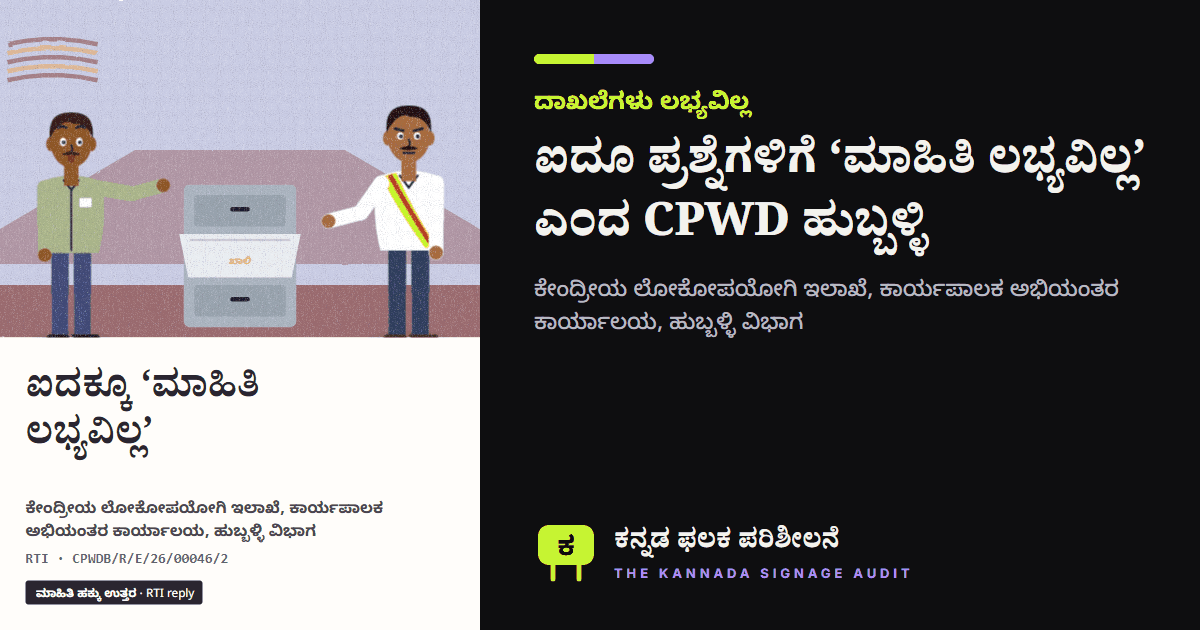 ಖಾಲಿ
ಐದಕ್ಕೂ ‘ಮಾಹಿತಿ
ಲಭ್ಯವಿಲ್ಲ’
ಕೇಂದ್ರೀಯ ಲೋಕೋಪಯೋಗಿ ಇಲಾಖೆ, ಕಾರ್ಯಪಾಲಕ
ಅಭಿಯಂತರ ಕಾರ್ಯಾಲಯ, ಹುಬ್ಬಳ್ಳಿ ವಿಭಾಗ
RTI · CPWDB/R/E/26/00046/2
ಮಾಹಿತಿ ಹಕ್ಕು ಉತ್ತರ · RTI reply
ದಾಖಲೆಗಳು ಲಭ್ಯವಿಲ್ಲ
ಐದೂ ಪ್ರಶ್ನೆಗಳಿಗೆ ‘ಮಾಹಿತಿ ಲಭ್ಯವಿಲ್ಲ’
ಎಂದ CPWD ಹುಬ್ಬಳ್ಳಿ
ಕೇಂದ್ರೀಯ ಲೋಕೋಪಯೋಗಿ ಇಲಾಖೆ, ಕಾರ್ಯಪಾಲಕ ಅಭಿಯಂತರ
ಕಾರ್ಯಾಲಯ, ಹುಬ್ಬಳ್ಳಿ ವಿಭಾಗ
ಕ
ಕನ್ನಡ ಫಲಕ ಪರಿಶೀಲನೆ
THE KANNADA SIGNAGE AUDIT